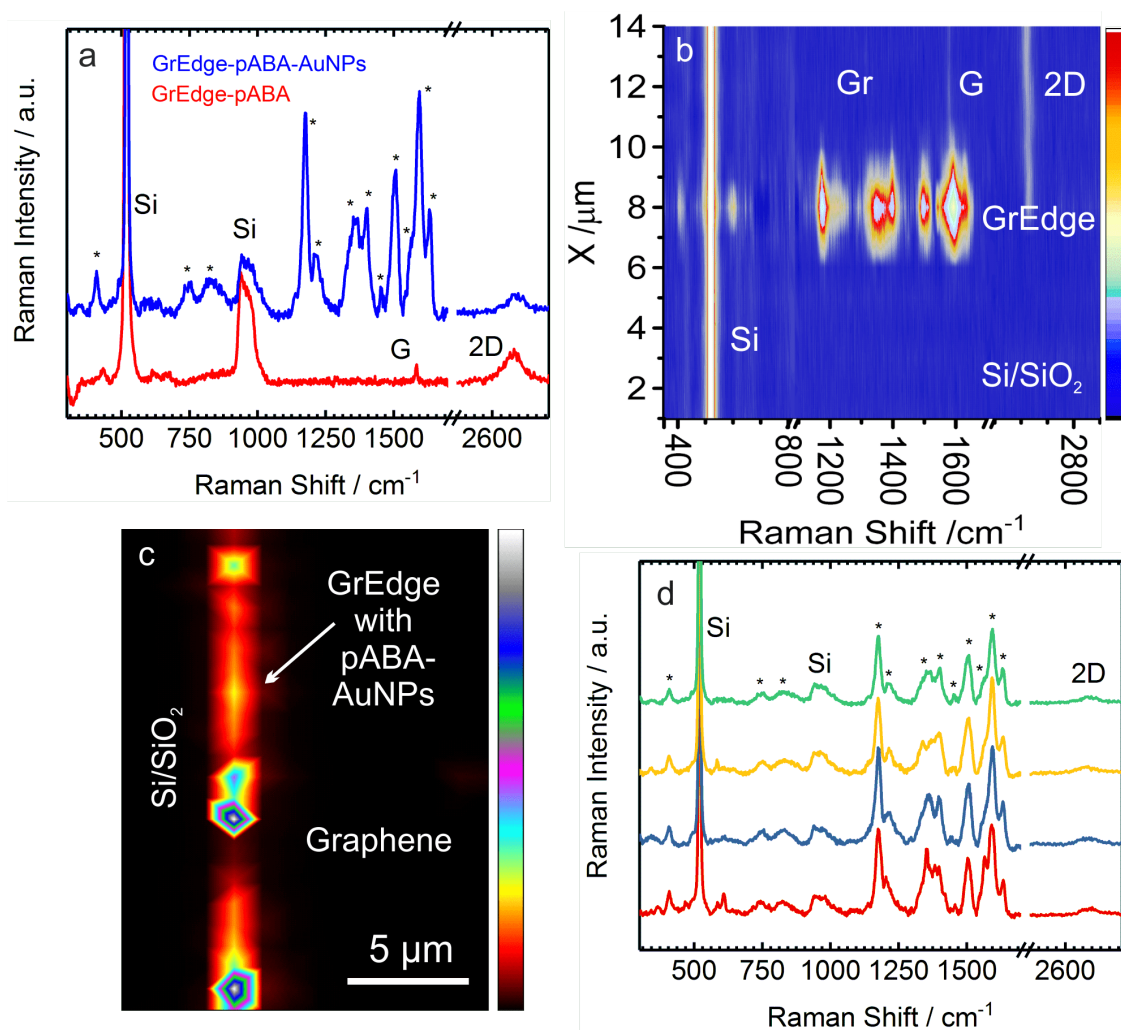 a
GrEdge-pABA-AuNPs
GrEdge-pABA
Si
Si
G
2D
* * * * * * * * * * * *
Raman Intensity / a.u.
500 750 1000 1250 1500 2600
Raman Shift / cm-1
b
Gr
G
2D
GrEdge
Si
Si/SiO2
X /μm
14
12
10
8
6
4
2
400 800 1200 1400 1600 2800
Raman Shift /cm-1
c
GrEdge
with
pABA-
AuNPs
Si/SiO2
Graphene
5 μm
d
Si
Si
2D
* * * * * * * * * * * *
Raman Intensity / a.u.
500 750 1000 1250 1500 2600
Raman Shift / cm-1